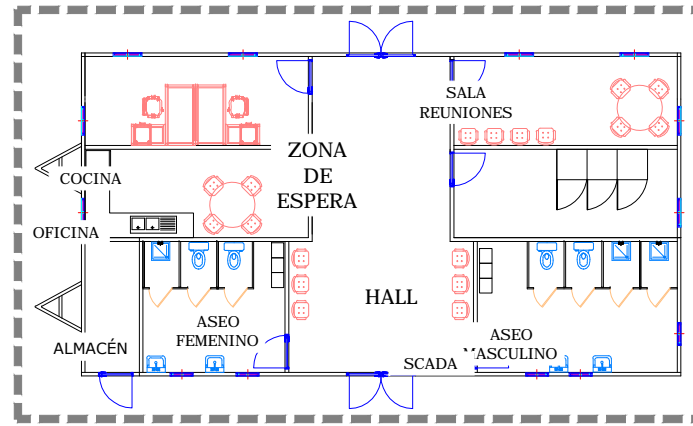 SALA
REUNIONES
ZONA
DE
ESPERA
COCINA
OFICINA
HALL
ASEO
FEMENINO
ASEO
MASCULINO
ALMACÉN
SCADA